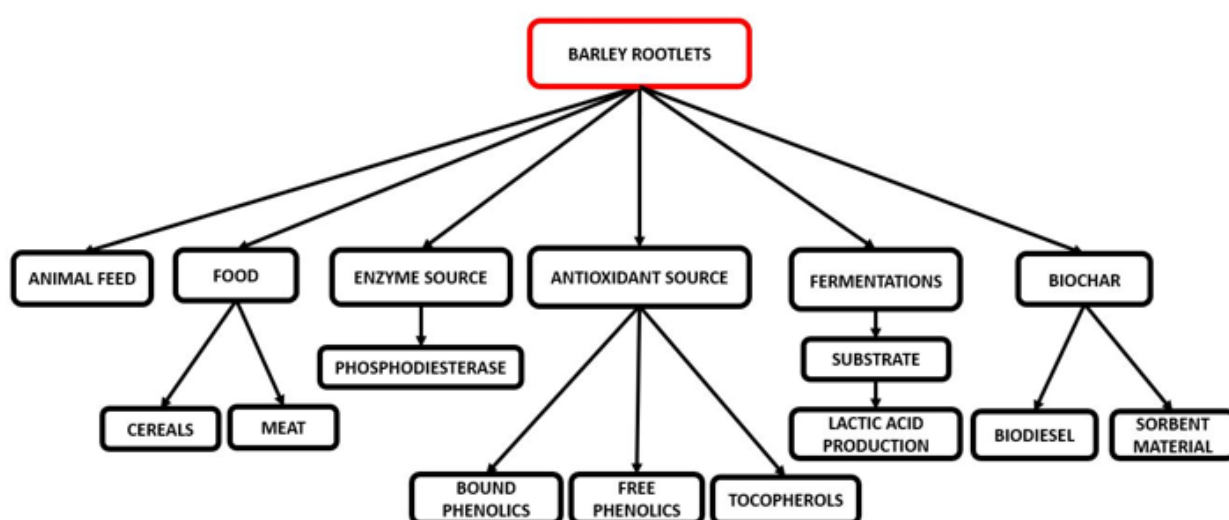 BARLEY ROOTLETS
ANIMAL FEED
FOOD
ENZYME SOURCE
ANTIOXIDANT SOURCE
FERMENTATIONS
BIOCHAR
PHOSPHODIESTERASE
SUBSTRATE
CEREALS
MEAT
LACTIC ACID
PRODUCTION
BIODIESEL
SORBENT
MATERIAL
BOUND
PHENOLICS
FREE
PHENOLICS
TOCOPHEROLS